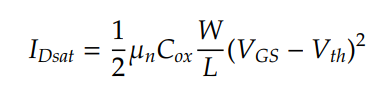 I_{Dsat} = \frac{1}{2} \mu_n C_{ox} \frac{W}{L} (V_{GS} - V_{th})^2